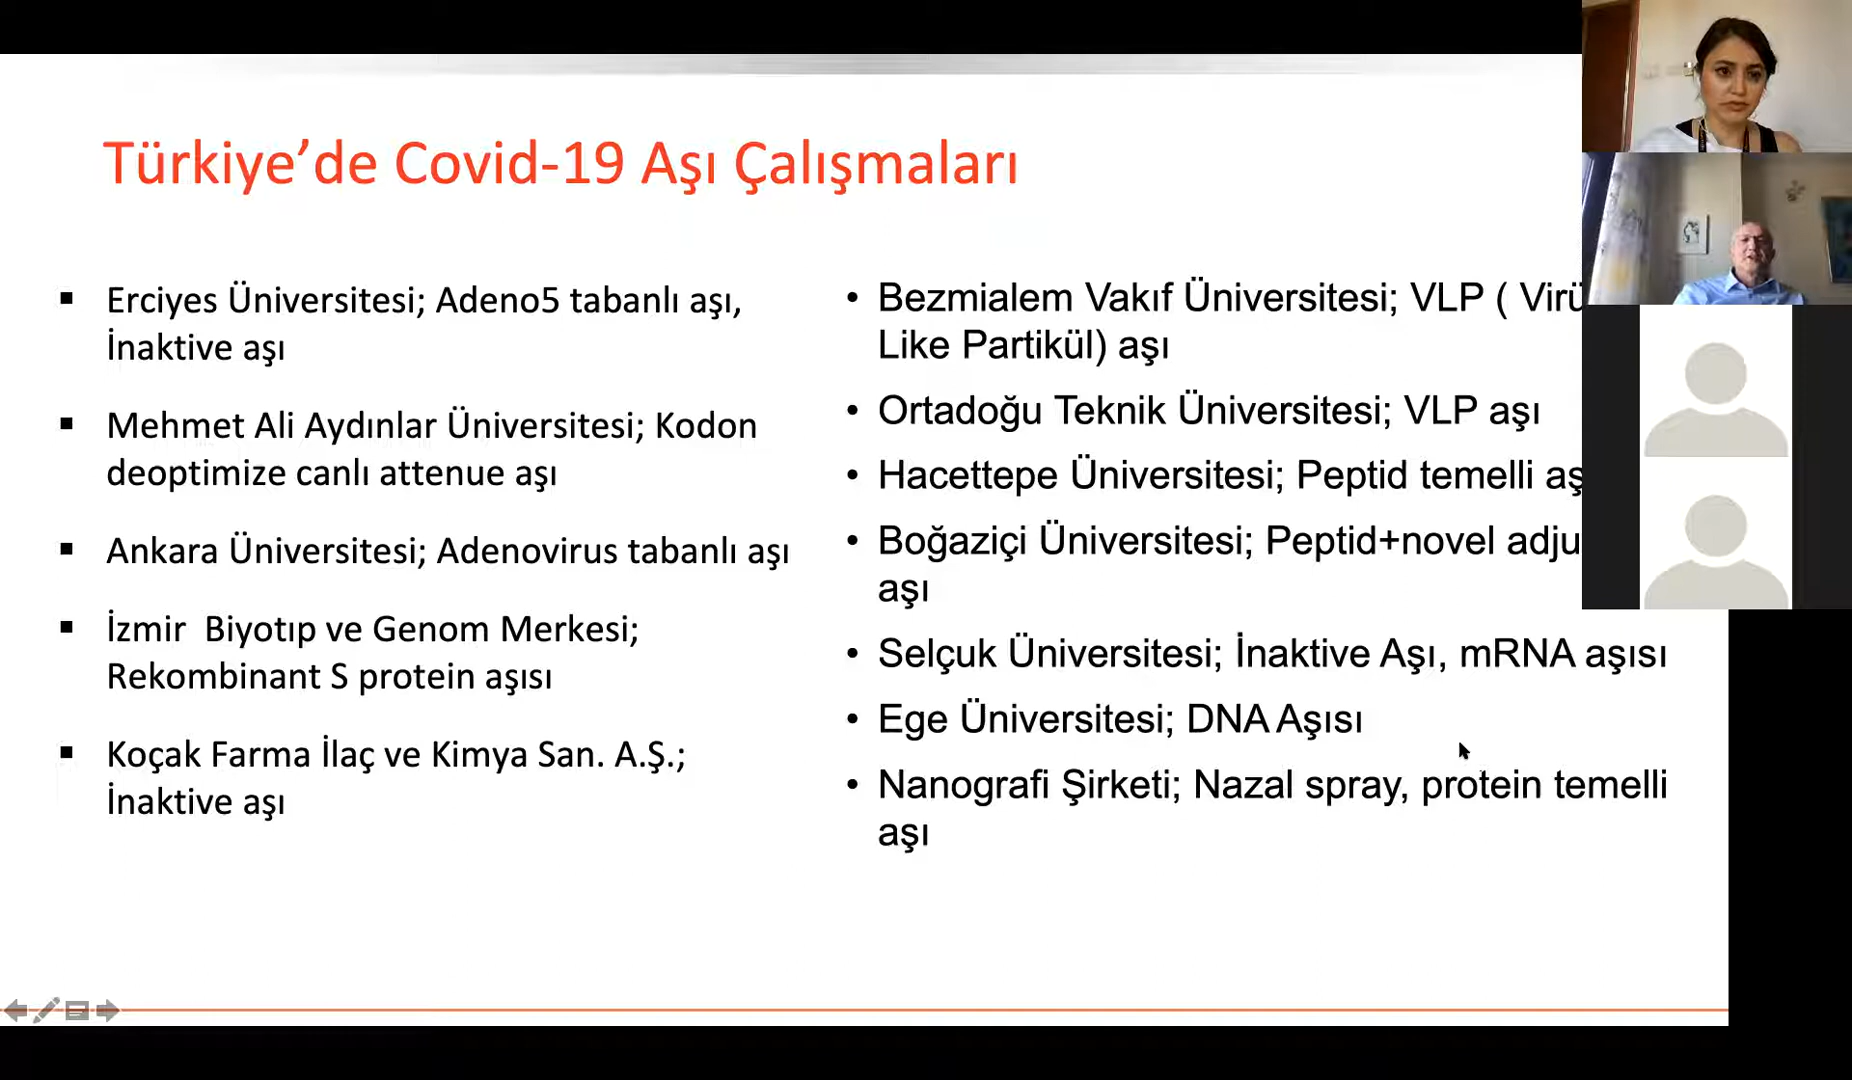 Türkiye’de Covid-19 Aşı Çalışmaları
Erciyes Üniversitesi; Adeno5 tabanlı aşı,
İnaktive aşı
Mehmet Ali Aydınlar Üniversitesi; Kodon
deoptimize canlı attenue aşı
Ankara Üniversitesi; Adenovirus tabanlı aşı
İzmir  Biyotıp ve Genom Merkesi;
Rekombinant S protein aşısı
Koçak Farma İlaç ve Kimya San. A.Ş.;
İnaktive aşı
Bezmialem Vakıf Üniversitesi; VLP (
Like Partikül) aşı
Ortadoğu Teknik Üniversitesi; VLP aşı
Hacettepe Üniversitesi; Peptid temelli
Boğaziçi Üniversitesi; Peptid+novel
aşı
Selçuk Üniversitesi; İnaktive Aşı, mRNA aşısı
Ege Üniversitesi; DNA Aşısı
Nanografi Şirketi; Nazal spray, protein temelli
aşı